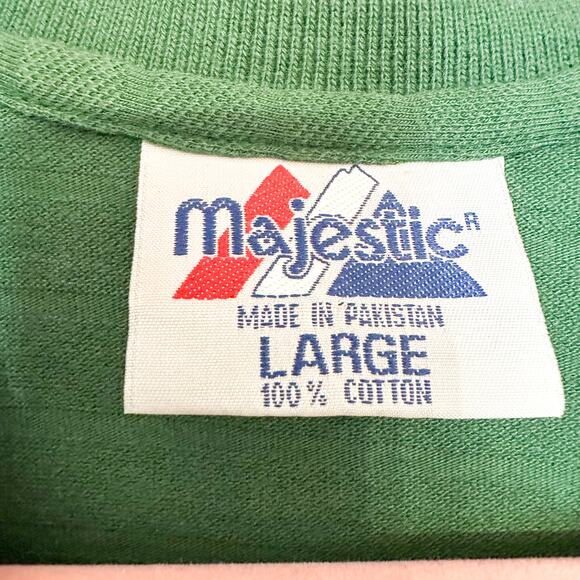 Majestic R
MADE IN PAKISTAN
LARGE
100% COTTON